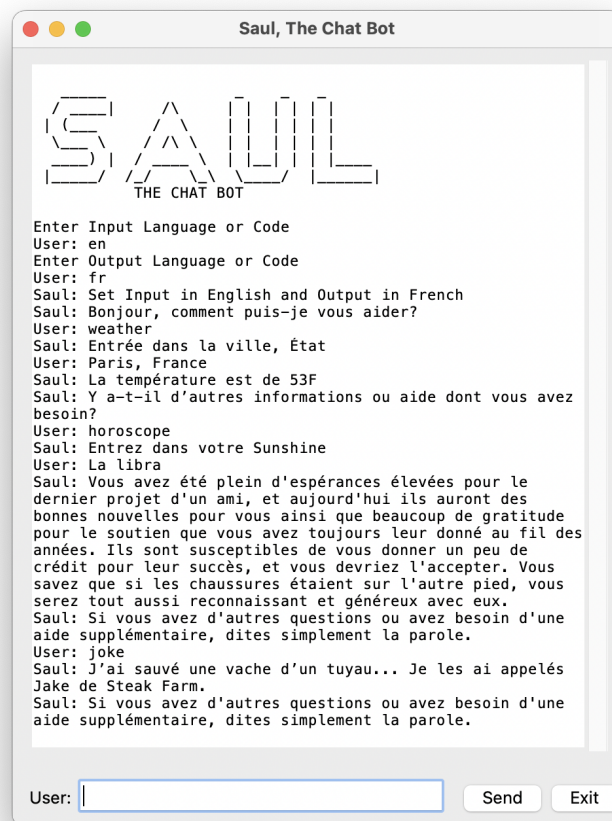 Saul, The Chat Bot
SAUL
THE CHAT BOT
Enter Input Language or Code
User: en
Enter Output Language or Code
User: fr
Saul: Set Input in English and Output in French
Saul: Bonjour, comment puis-je vous aider?
User: weather
Saul: Entrée dans la ville, État
User: Paris, France
Saul: La température est de 53F
Saul: Y a-t-il d’autres informations ou aide dont vous avez
besoin?
User: horoscope
Saul: Entrez dans votre Sunshine
User: La libra
Saul: Vous avez été plein d'espérances élevées pour le
dernier projet d'un ami, et aujourd'hui ils auront des
bonnes nouvelles pour vous ainsi que beaucoup de gratitude
pour le soutien que vous avez toujours leur donné au fil des
années. Ils sont susceptibles de vous donner un peu de
crédit pour leur succès, et vous devriez l'accepter. Vous
savez que si les chaussures étaient sur l'autre pied, vous
serez tout aussi reconnaissant et généreux avec eux.
Saul: Si vous avez d'autres questions ou avez besoin d'une
aide supplémentaire, dites simplement la parole.
User: joke
Saul: J’ai sauvé une vache d’un tuyau... Je les ai appelés
Jake de Steak Farm.
Saul: Si vous avez d'autres questions ou avez besoin d'une
aide supplémentaire, dites simplement la parole.
User: Send Exit